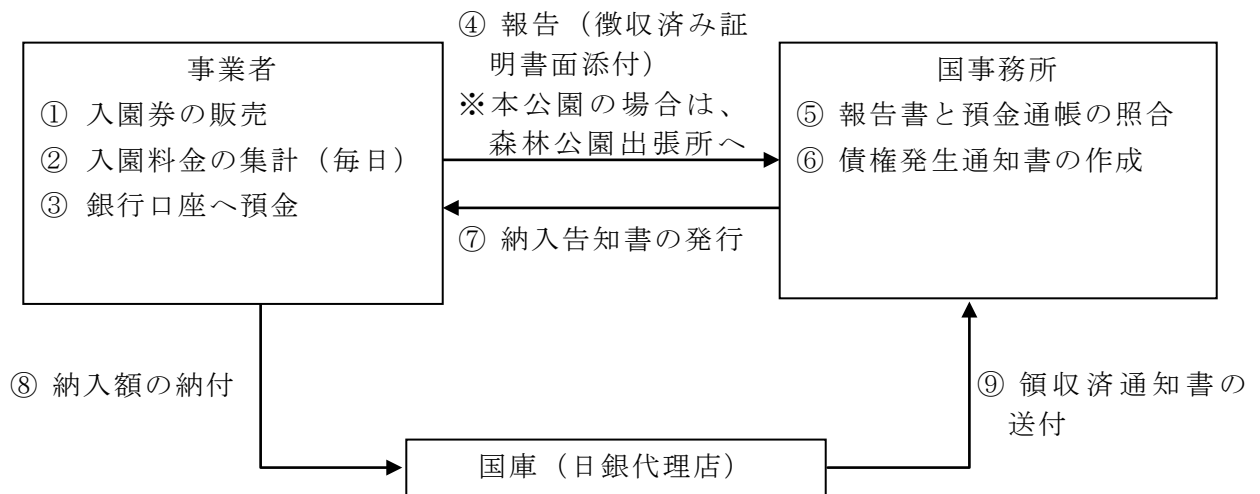 事業者
① 入園券の販売
② 入園料金の集計（毎日）
③ 銀行口座へ預金
④ 報告（徴収済み証
明書面添付）
※本公園の場合は、
森林公園出張所へ
⑦ 納入告知書の発行
国事務所
⑤ 報告書と預金通帳の照合
⑥ 債権発生通知書の作成
⑧ 納入額の納付
⑨ 領収済通知書の
送付
国庫（日銀代理店）